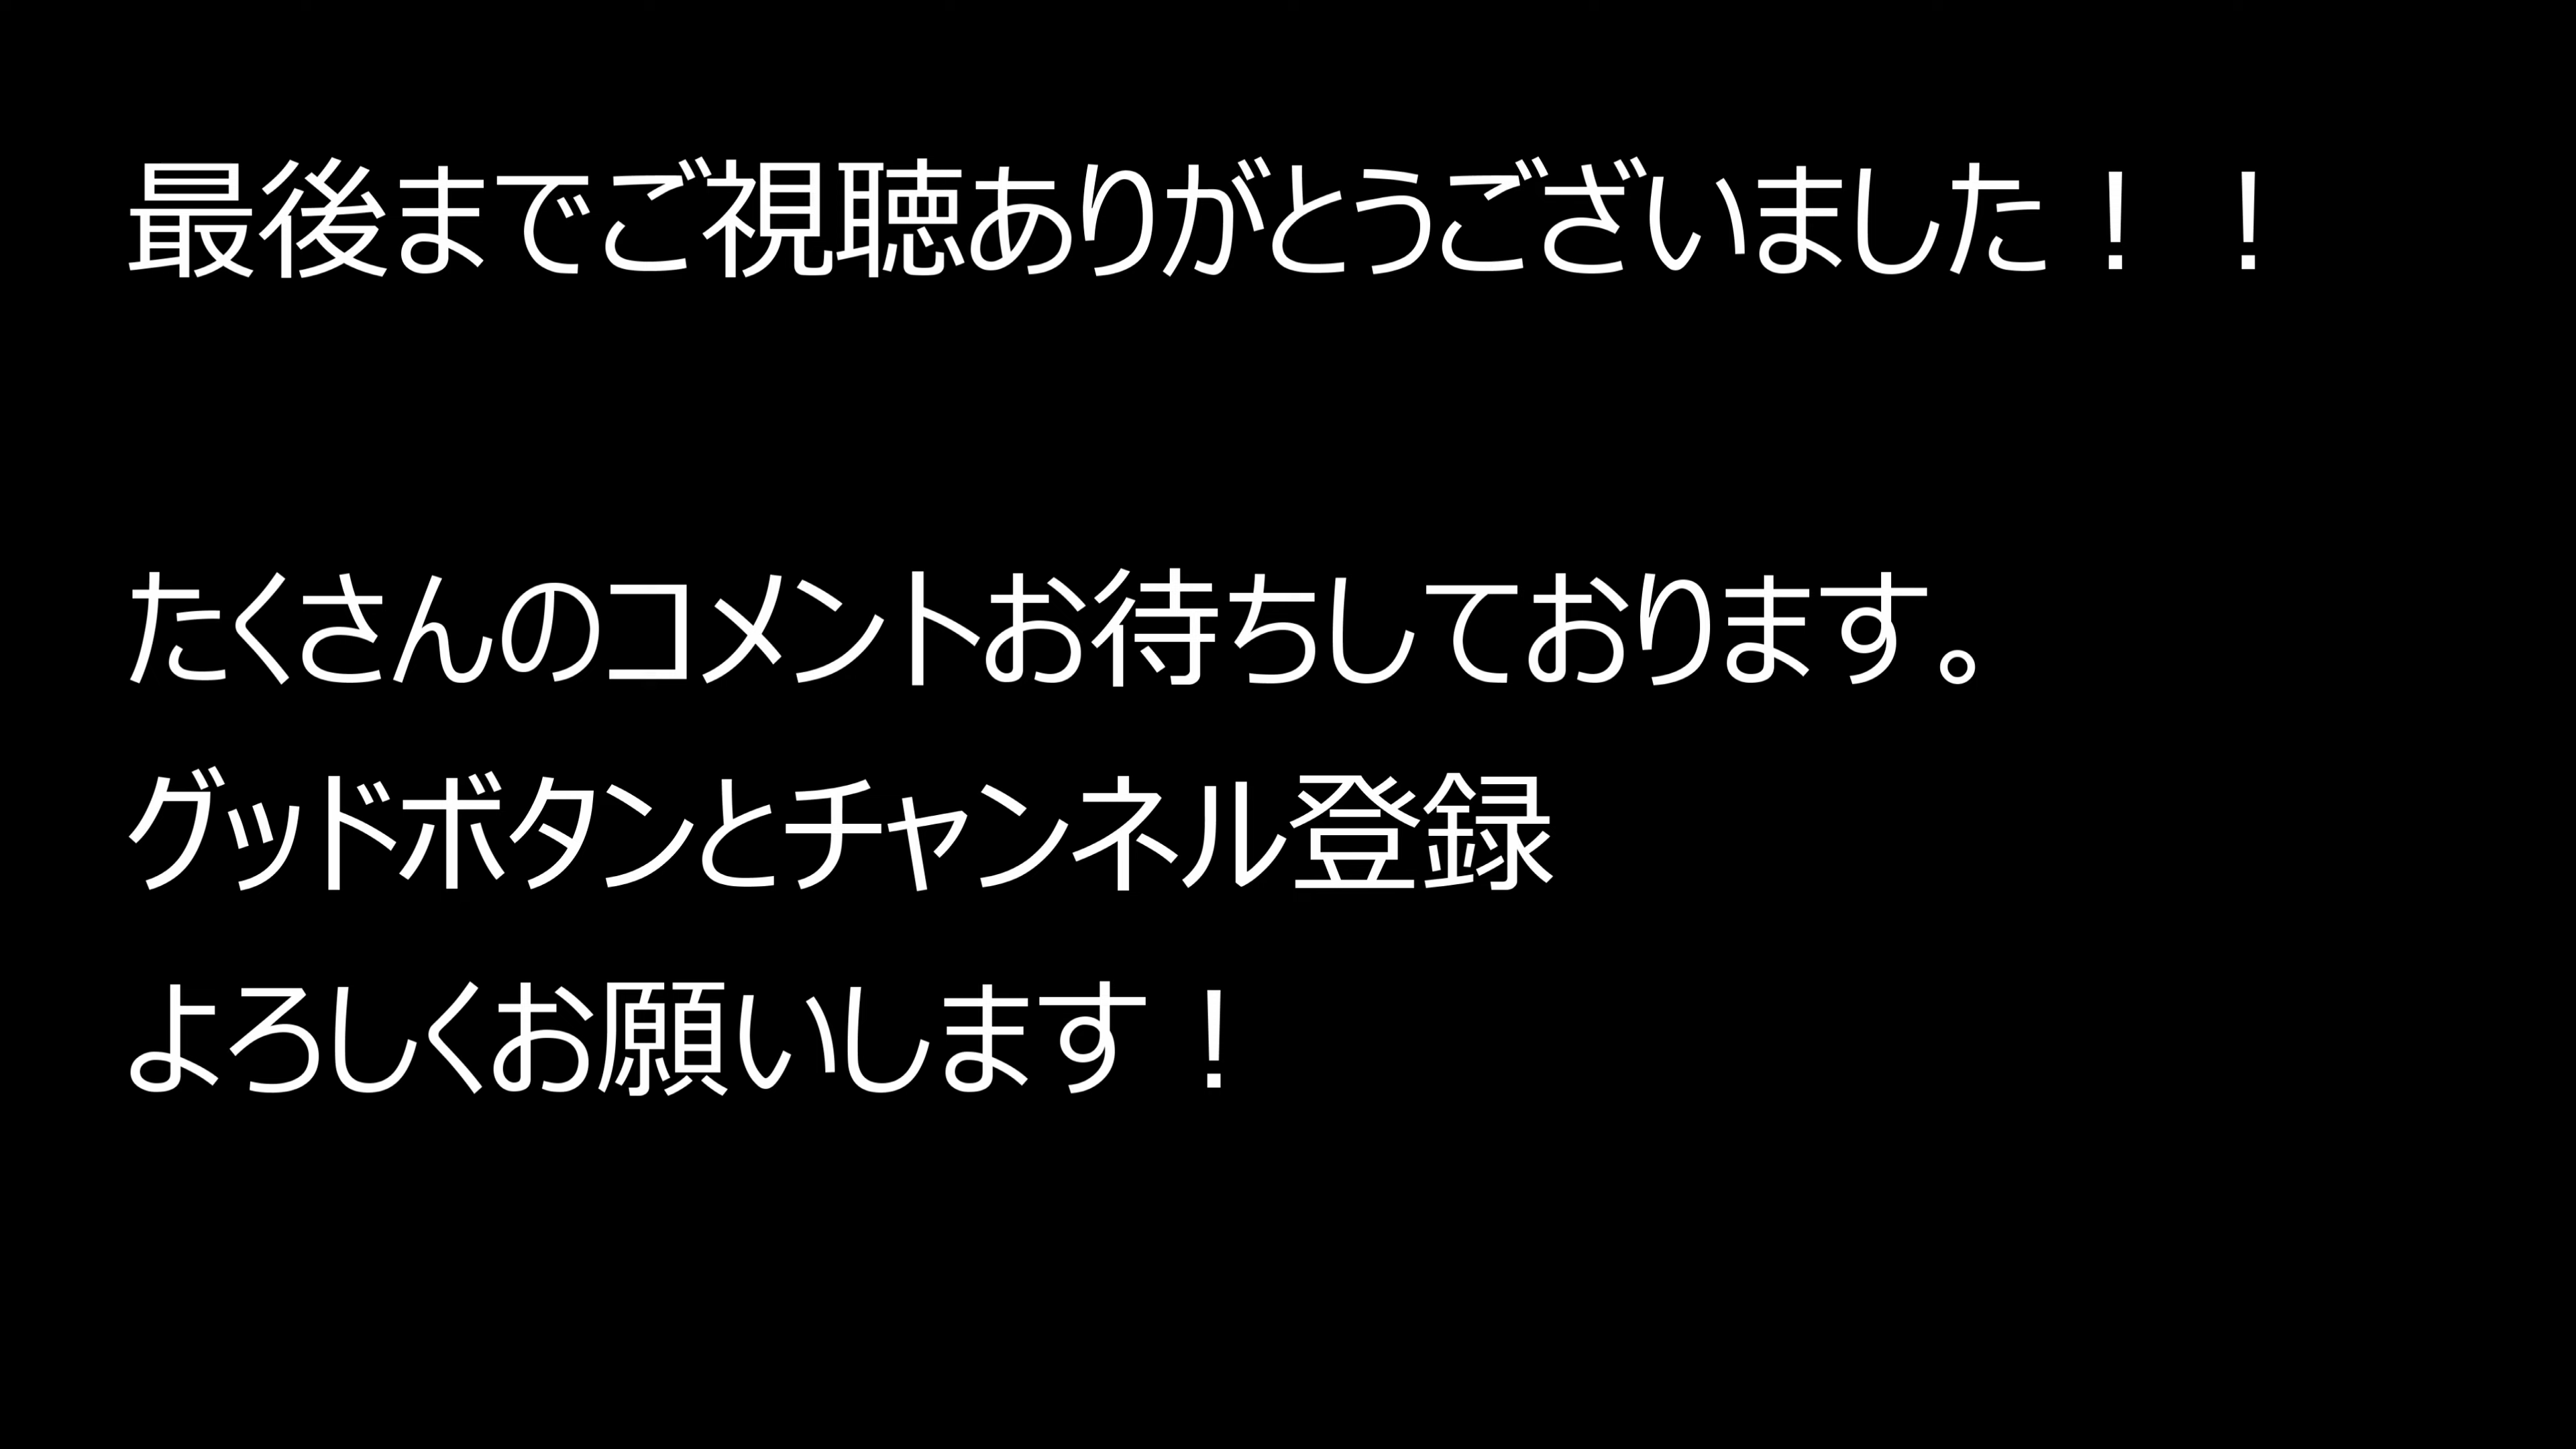 最後までご視聴ありがとうございました！！
たくさんのコメントお待ちしております。
グッドボタンとチャンネル登録
よろしくお願いします！